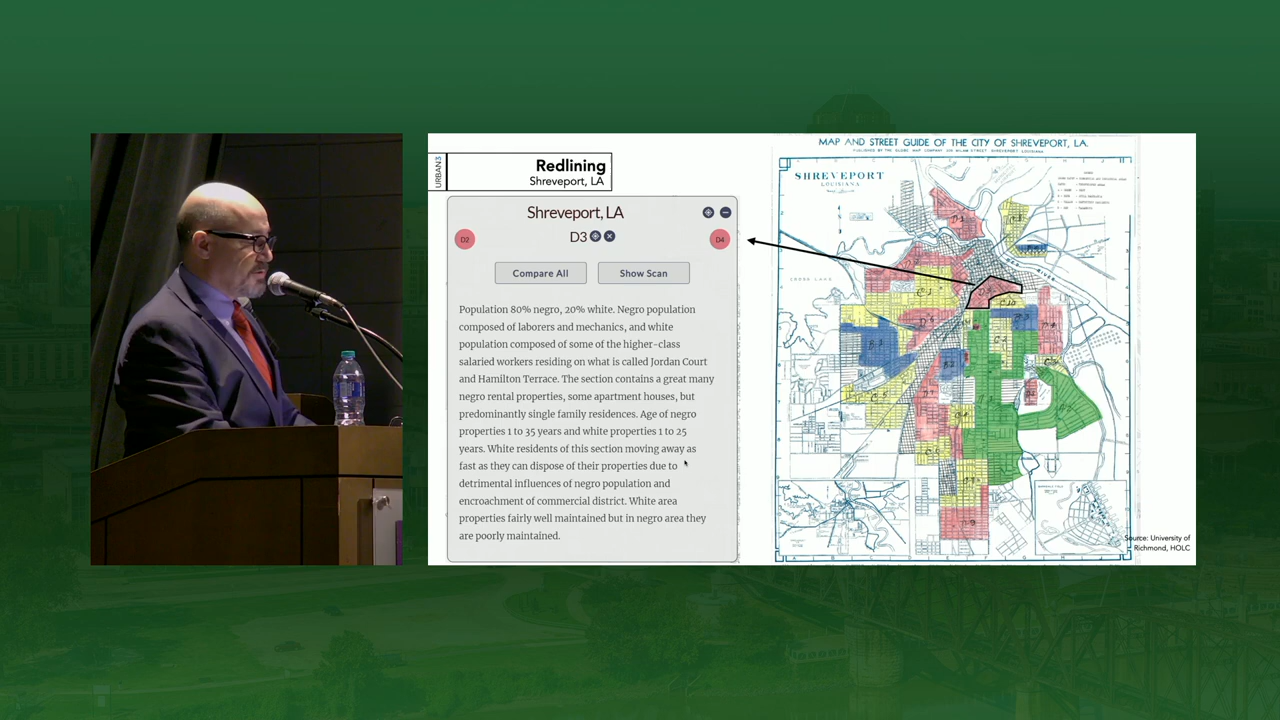 URBAN3
Redlining
Shreveport, LA
Shreveport, LA
D2
D3
D4
Compare All
Show Scan
Population 80% negro, 20% white. Negro population
composed of laborers and mechanics, and white
population composed of some of the higher-class
salaried workers residing on what is called Jordan Court
and Hamilton Terrace. The section contains a great many
negro rental properties, some apartment houses, but
predominantly single family residences. Age of negro
properties 1 to 35 years and white properties 1 to 25
years. White residents of this section moving away as
fast as they can dispose of their properties due to
detrimental influences of negro population and
encroachment of commercial district. White area
properties fairly well maintained but in negro area they
are poorly maintained.
MAP AND STREET GUIDE OF THE CITY OF SHREVEPORT, LA.
SHREVEPORT
LOUISIANA
CROSS LAKE
RED RIVER
Source: University of
Richmond, HOLC